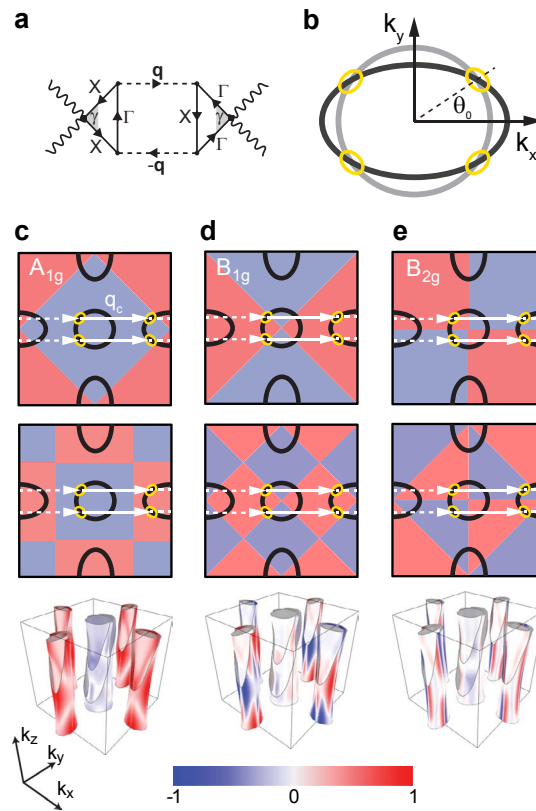 a
b
q
X
γ
X
Γ
X
Γ
γ
Γ
-q
k_y
θ_0
k_x
c
d
e
A_1g
q_c
B_1g
B_2g
k_z
k_y
k_x
-1
0
1